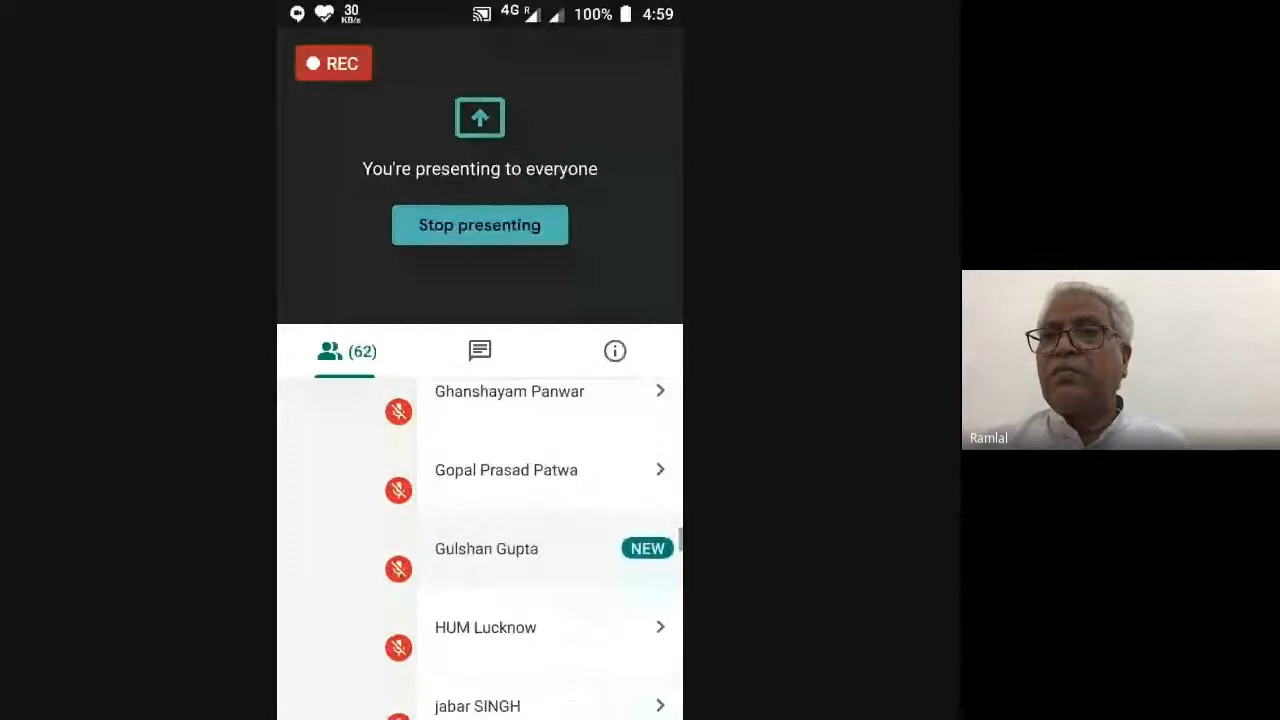 30
KB/s
4G R
100%
4:59
REC
You're presenting to everyone
Stop presenting
(62)
Ghanshayam Panwar
Gopal Prasad Patwa
Gulshan Gupta
NEW
HUM Lucknow
jabar SINGH
Ramlal